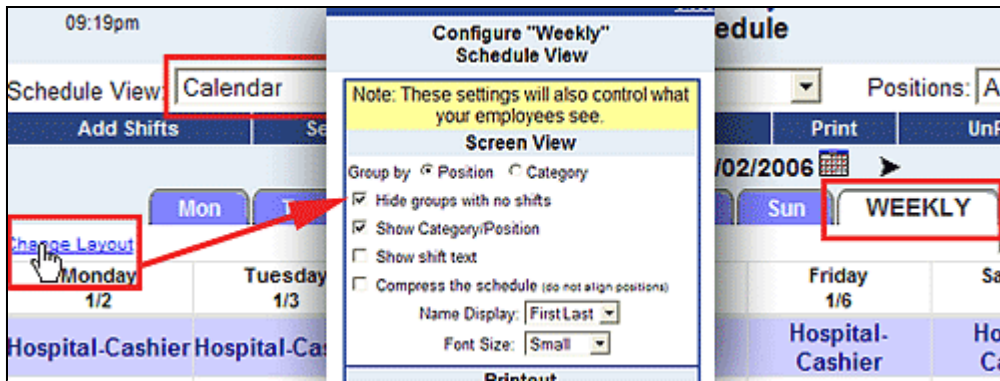 09:19pm
edule
Schedule View: Calendar
Positions: A
Add Shifts
Se
Print
UnP
/02/2006
Mon
T
Sun
WEEKLY
Change Layout
Monday
1/2
Tuesday
1/3
Friday
1/6
Sa
Hospital-Cashier
Hospital-Ca
Hospital-
Cashier
Ho
Ca
Configure "Weekly"
Schedule View
Note: These settings will also control what
your employees see.
Screen View
Group by Position Category
Hide groups with no shifts
Show Category/Position
Show shift text
Compress the schedule (do not align positions)
Name Display: FirstLast
Font Size: Small
Printout